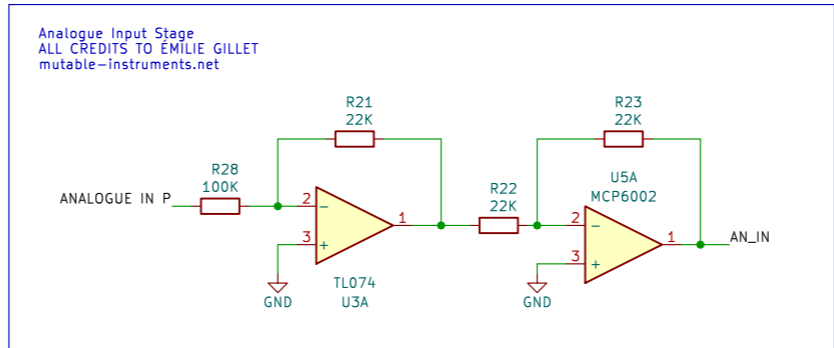 Analogue Input Stage
ALL CREDITS TO ÉMILIE GILLET
mutable-instruments.net
R21
22K
R23
22K
R28
100K
U5A
MCP6002
R22
22K
ANALOGUE IN P
2
-
1
3
+
2
-
1
3
+
AN_IN
TL074
U3A
GND
GND